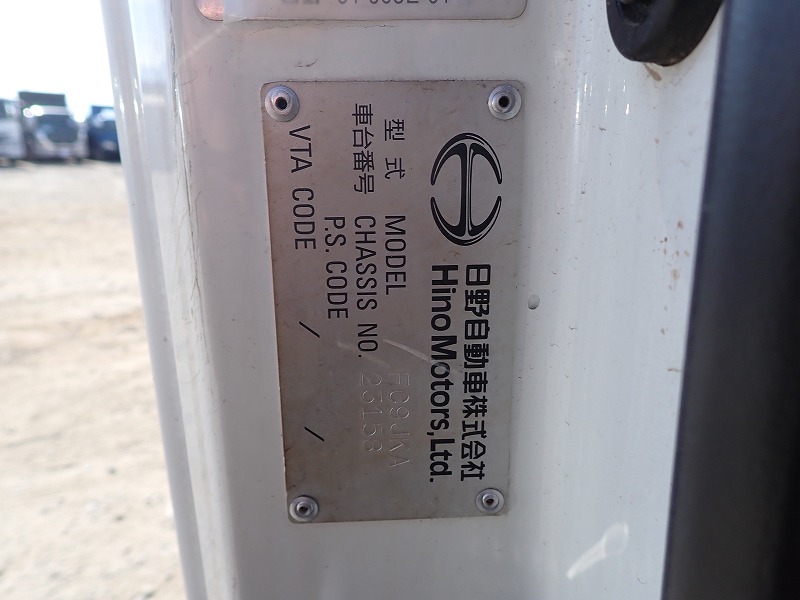 日野自動車株式会社
Hino Motors, Ltd.
型式 MODEL FC9JKA
車台番号 CHASSIS NO. 25153
P.S. CODE /
VTA CODE /